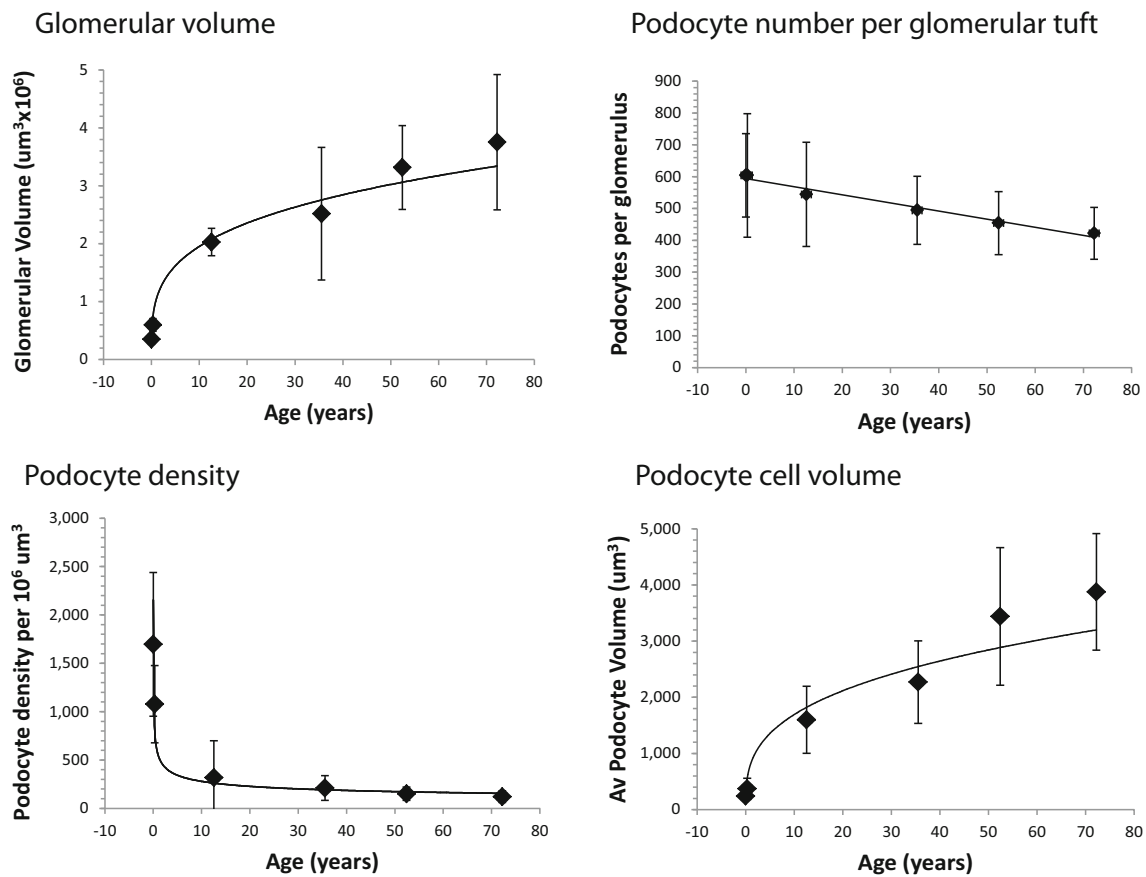 Glomerular volume
Glomerular Volume (um³x10⁶)
5
4
3
2
1
0
-10 0 10 20 30 40 50 60 70 80
Age (years)
Podocyte number per glomerular tuft
Podocytes per glomerulus
900
800
700
600
500
400
300
200
100
0
-10 0 10 20 30 40 50 60 70 80
Age (years)
Podocyte density
Podocyte density per 10⁶ um³
3,000
2,500
2,000
1,500
1,000
500
0
-10 0 10 20 30 40 50 60 70 80
Age (years)
Podocyte cell volume
Av Podocyte Volume (um³)
5,000
4,000
3,000
2,000
1,000
0
-10 0 10 20 30 40 50 60 70 80
Age (years)